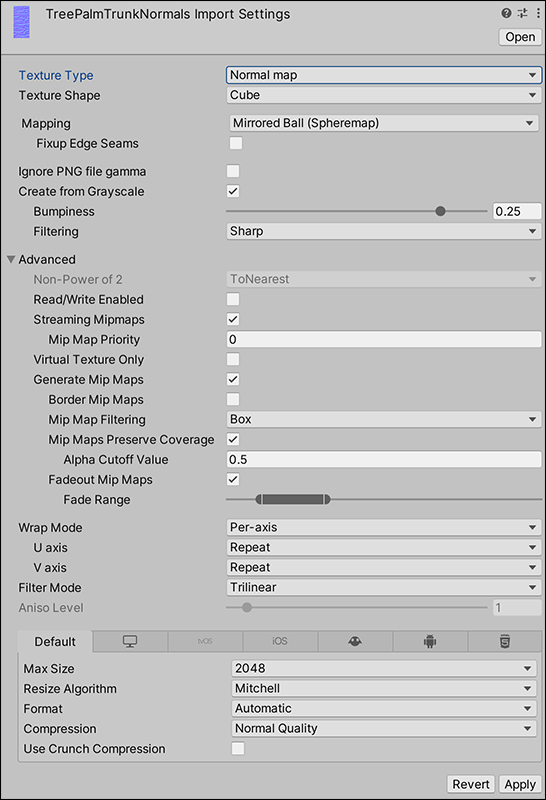 TreePalmTrunkNormals Import Settings
Open
Texture Type Normal map
Texture Shape Cube
Mapping Mirrored Ball (Spheremap)
Fixup Edge Seams
Ignore PNG file gamma
Create from Grayscale
Bumpiness 0.25
Filtering Sharp
Advanced
Non-Power of 2 ToNearest
Read/Write Enabled
Streaming Mipmaps
Mip Map Priority 0
Virtual Texture Only
Generate Mip Maps
Border Mip Maps
Mip Map Filtering Box
Mip Maps Preserve Coverage
Alpha Cutoff Value 0.5
Fadeout Mip Maps
Fade Range
Wrap Mode Per-axis
U axis Repeat
V axis Repeat
Filter Mode Trilinear
Aniso Level 1
Default tvOS iOS
Max Size 2048
Resize Algorithm Mitchell
Format Automatic
Compression Normal Quality
Use Crunch Compression
Revert Apply